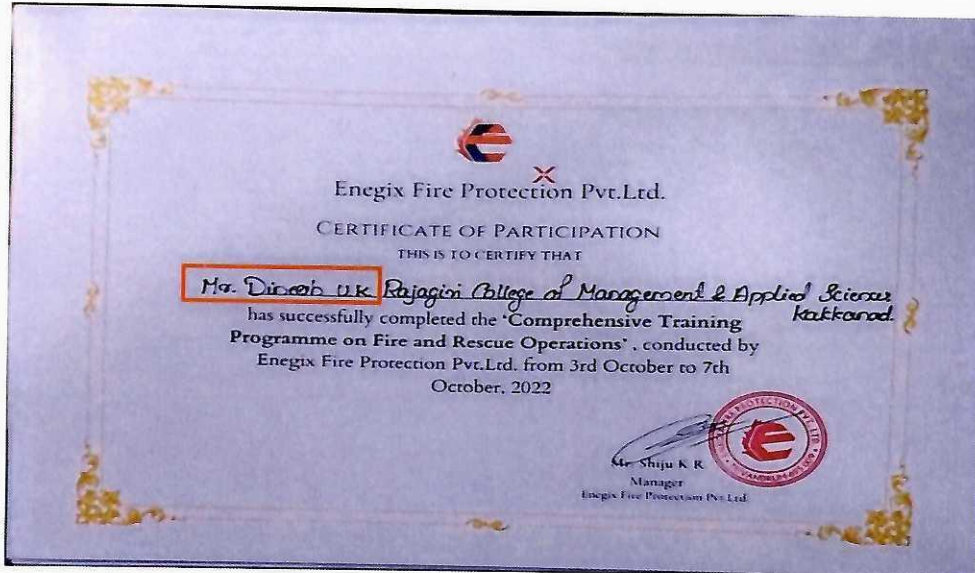 Enegix Fire Protection Pvt.Ltd.
CERTIFICATE OF PARTICIPATION
THIS IS TO CERTIFY THAT
Mr. U.K Rajagiri College of Management & Applied Sciences
Kakkanad.
has successfully completed the 'Comprehensive Training
Programme on Fire and Rescue Operations' , conducted by
Enegix Fire Protection Pvt.Ltd. from 3rd October to 7th
October, 2022
Mr. Shiju K R
Manager
Enegix Fire Protection Pvt Ltd